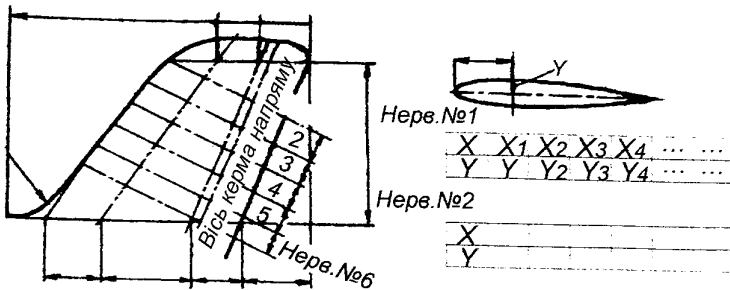 Вісь керма напряму
2
3
4
5
Нерв.№6
Y
Нерв.№1
X X1 X2 X3 X4 ... ...
Y Y Y2 Y3 Y4 ... ...
Нерв.№2
X
Y